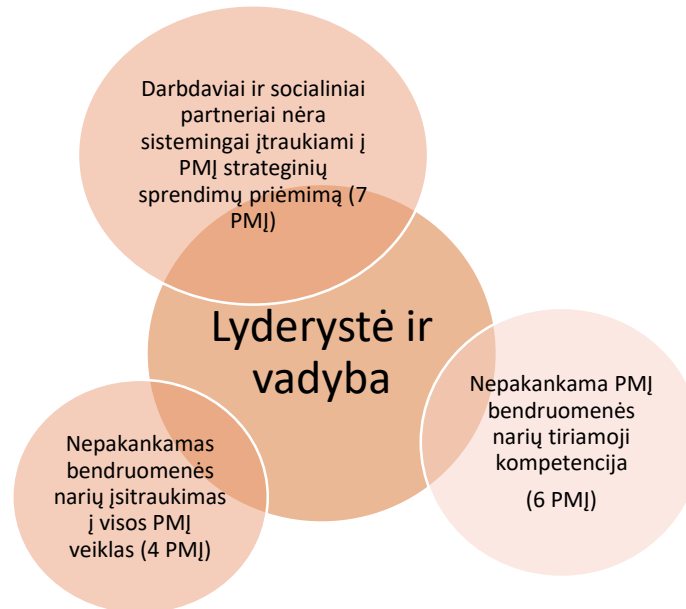 Darbdaviai ir socialiniai
partneriai nėra
sistemingai įtraukiami į
PMĮ strateginių
sprendimų priėmimą (7
PMĮ)
Lyderystė ir
vadyba
Nepakankama PMĮ
bendruomenės
narių tiriamoji
kompetencija
(6 PMĮ)
Nepakankamas
bendruomenės
narių įsitraukimas
į visos PMĮ
veiklas (4 PMĮ)